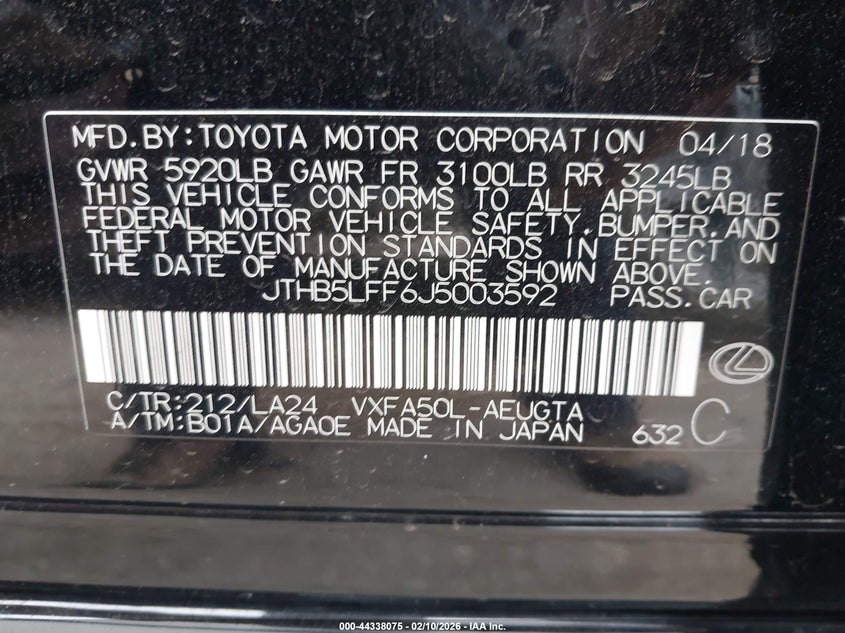 MFD.BY:TOYOTA MOTOR CORPORATION 04/18
GVWR 5920LB GAWR FR 3100LB RR 3245LB
THIS VEHICLE CONFORMS TO ALL APPLICABLE
FEDERAL MOTOR VEHICLE SAFETY.BUMPER.AND
THEFT PREVENTION STANDARDS IN EFFECT ON
THE DATE OF MANUFACTURE SHOWN ABOVE.
JTHB5LFF6J5003592 PASS.CAR
C/TR:212/LA24 VXFA50L-AEUGTA
A/TM:B01A/AGA0E MADE IN JAPAN 632 C
000-44338075 - 02/10/2026 - IAA Inc.